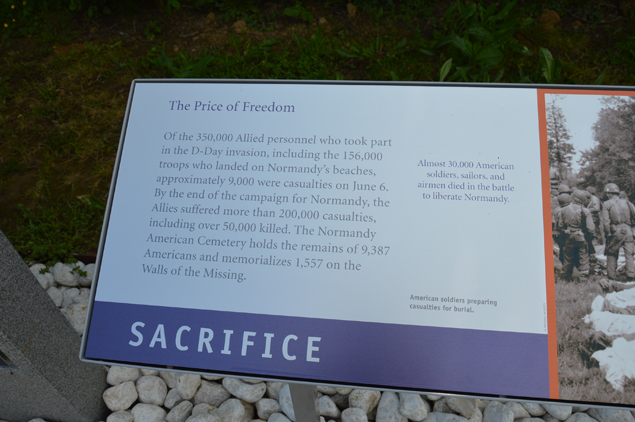 The Price of Freedom
Of the 350,000 Allied personnel who took part
in the D-Day invasion, including the 156,000
troops who landed on Normandy's beaches,
approximately 9,000 were casualties on June 6.
By the end of the campaign for Normandy, the
Allies suffered more than 200,000 casualties,
including over 50,000 killed. The Normandy
American Cemetery holds the remains of 9,387
Americans and memorializes 1,557 on the
Walls of the Missing.
Almost 30,000 American
soldiers, sailors, and
airmen died in the battle
to liberate Normandy.
American soldiers preparing
casualties for burial.
SACRIFICE